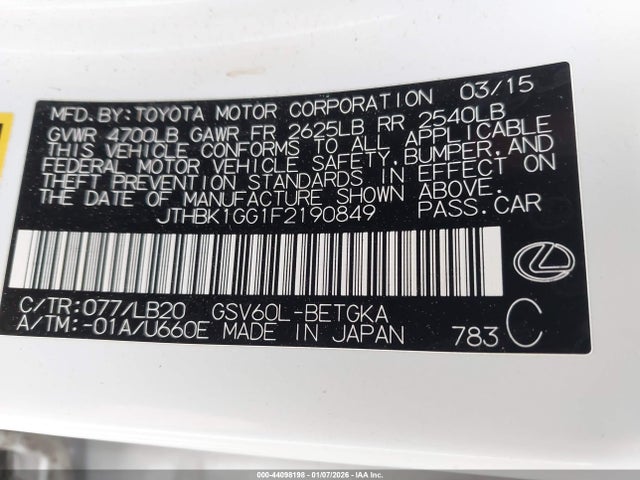 MFD.BY:TOYOTA MOTOR CORPORATION 03/15
GVWR 4700LB GAWR FR 2625LB RR 2540LB
THIS VEHICLE CONFORMS TO ALL APPLICABLE
FEDERAL MOTOR VEHICLE SAFETY,BUMPER,AND
THEFT PREVENTION STANDARDS IN EFFECT ON
THE DATE OF MANUFACTURE SHOWN ABOVE.
JTHBK1GG1F2190849 PASS.CAR
C/TR:077/LB20 GSV60L-BETGKA
A/TM:-01A/U660E MADE IN JAPAN 783 C
000-44098198 - 01/07/2026 - IAA Inc.